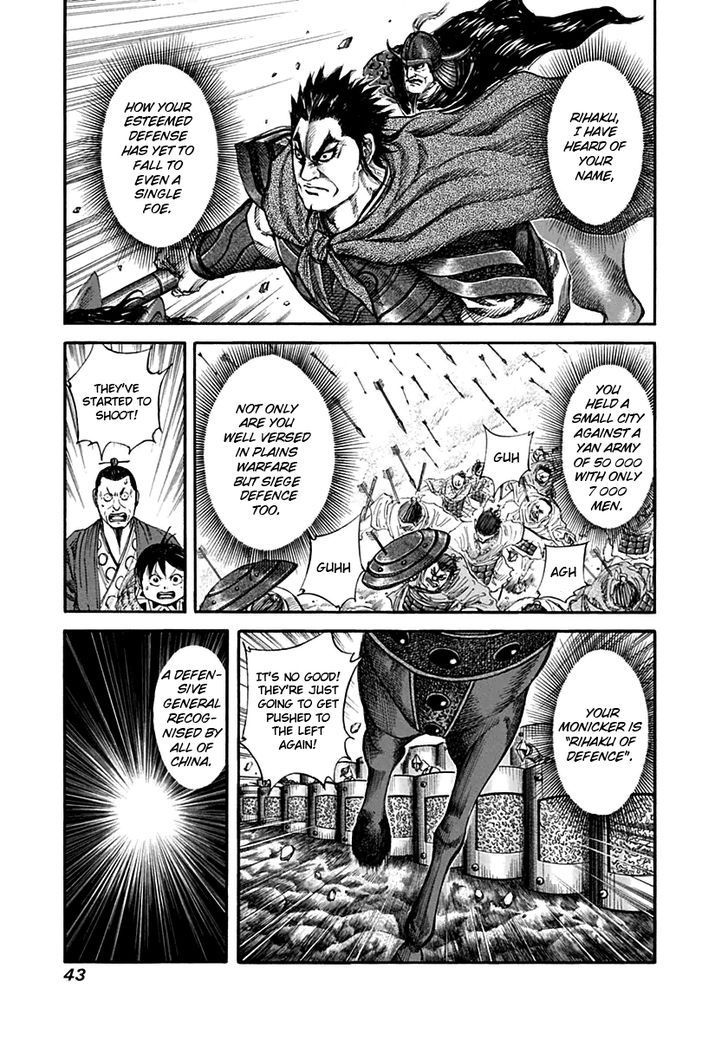 RIHAKU,
I HAVE
HEARD OF
YOUR
NAME,
HOW YOUR
ESTEEMED
DEFENSE
HAS YET TO
FALL TO
EVEN A
SINGLE
FOE.
YOU
HELD A
SMALL CITY
AGAINST A
YAN ARMY
OF 50 000
WITH ONLY
7 000
MEN.
GUH
AGH
GUHH
NOT ONLY
ARE YOU
WELL VERSED
IN PLAINS
WARFARE
BUT SIEGE
DEFENCE
TOO.
THEY'VE
STARTED TO
SHOOT!
YOUR
MONICKER IS
"RIHAKU OF
DEFENCE".
IT'S NO GOOD!
THEY'RE JUST
GOING TO GET
PUSHED TO
THE LEFT
AGAIN!
A DEFEN-
SIVE
GENERAL
RECOG-
NISED BY
ALL OF
CHINA.
43